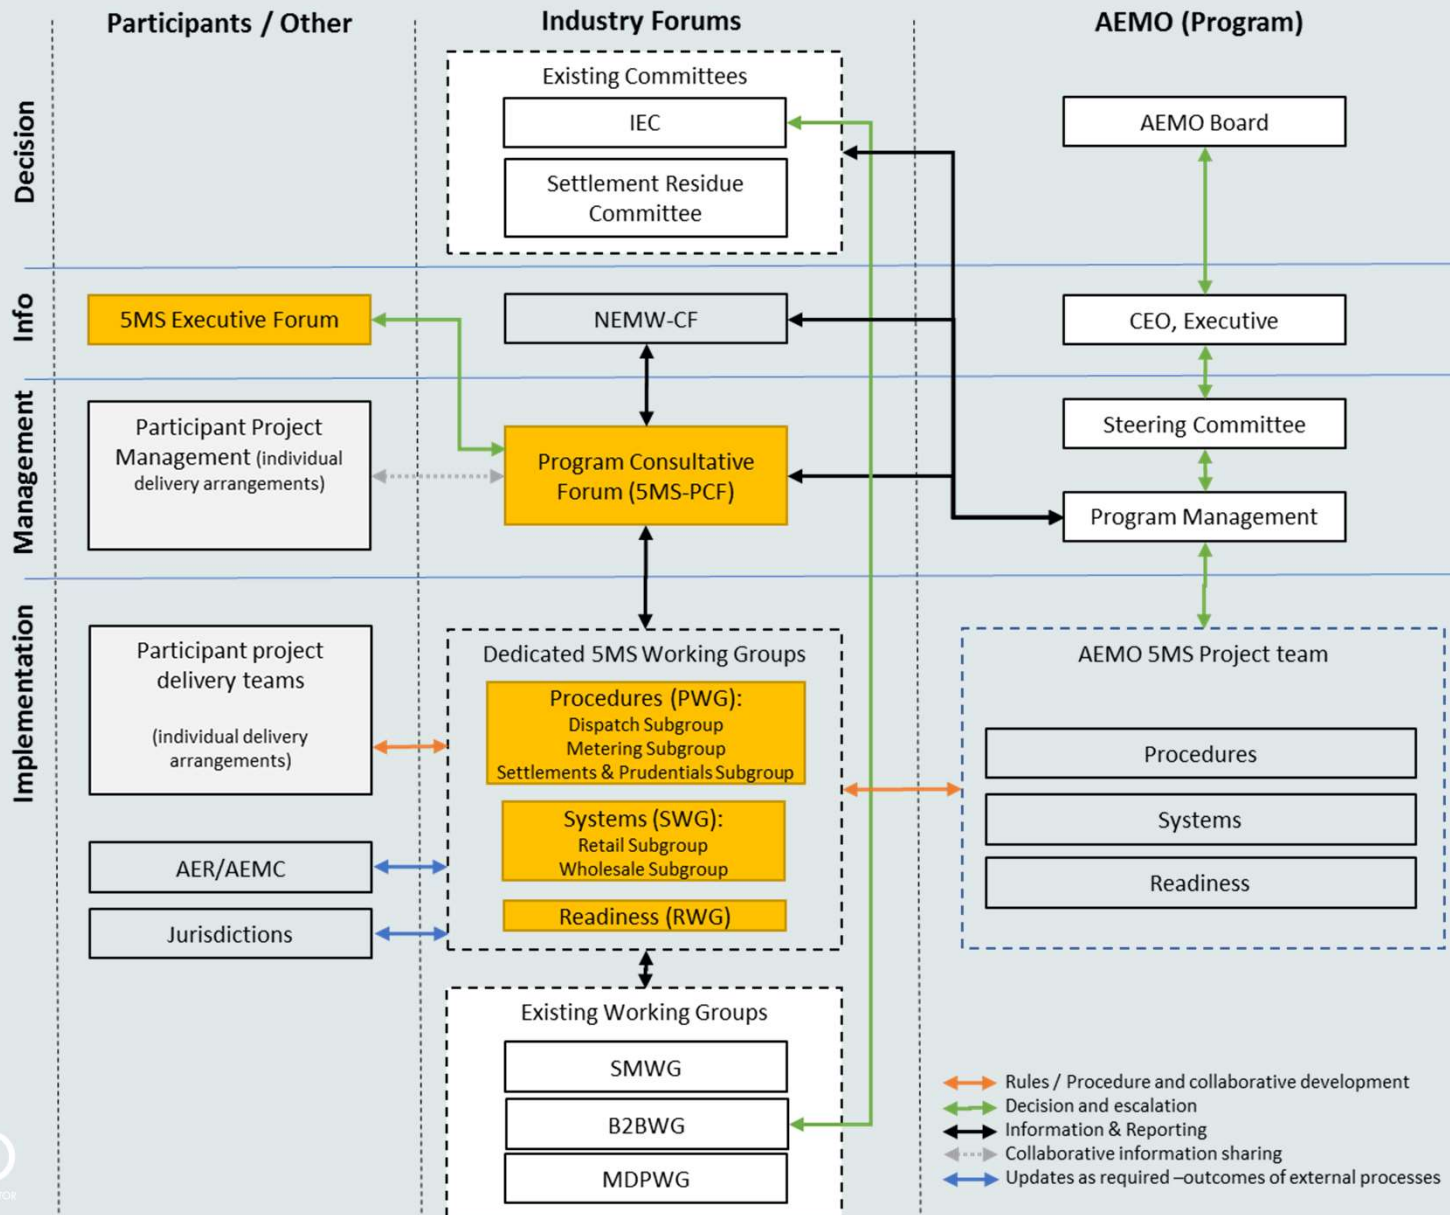 Participants / Other
Industry Forums
AEMO (Program)
Decision
Existing Committees
IEC
Settlement Residue
Committee
AEMO Board
Info
5MS Executive Forum
NEMW-CF
CEO, Executive
Management
Participant Project
Management (individual
delivery arrangements)
Program Consultative
Forum (5MS-PCF)
Steering Committee
Program Management
Implementation
Participant project
delivery teams
(individual delivery
arrangements)
AER/AEMC
Jurisdictions
Dedicated 5MS Working Groups
Procedures (PWG):
Dispatch Subgroup
Metering Subgroup
Settlements & Prudentials Subgroup
Systems (SWG):
Retail Subgroup
Wholesale Subgroup
Readiness (RWG)
AEMO 5MS Project team
Procedures
Systems
Readiness
Existing Working Groups
SMWG
B2BWG
MDPWG
Rules / Procedure and collaborative development
Decision and escalation
Information & Reporting
Collaborative information sharing
Updates as required –outcomes of external processes